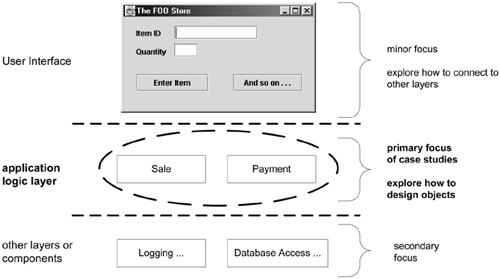 The FOO Store
Item ID
Quantity
Enter Item
And so on . . .
User Interface
minor focus
explore how to connect to
other layers
application
logic layer
Sale
Payment
primary focus
of case studies
explore how to
design objects
other layers or
components
Logging ...
Database Access ...
secondary
focus